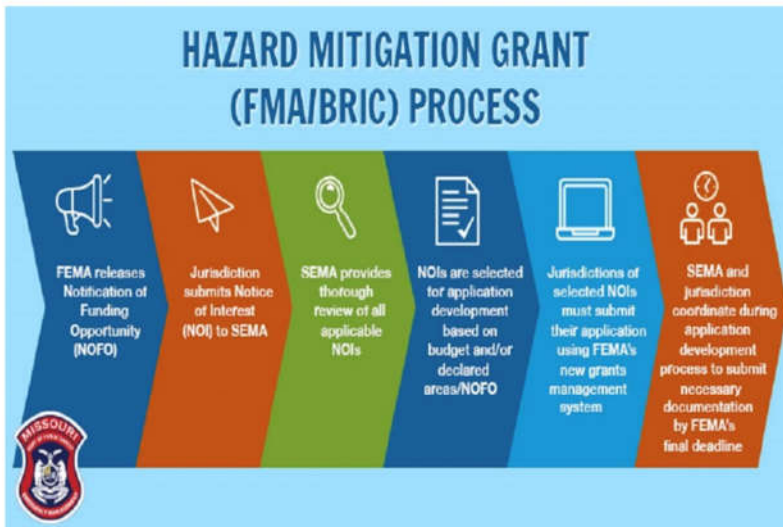 HAZARD MITIGATION GRANT
(FMA/BRIC) PROCESS
FEMA releases
Notification of
Funding
Opportunity
(NOFO)
Jurisdiction
submits Notice
of Interest
(NOI) to SEMA
SEMA provides
thorough
review of all
applicable
NOIs
NOIs are selected
for application
development
based on
budget and/or
declared
areas/NOFO
Jurisdictions of
selected NOIs
must submit
their application
using FEMA's
new grants
management
system
SEMA and
jurisdiction
coordinate during
application
development
process to submit
necessary
documentation
by FEMA's
final deadline
MISSOURI
EMERGENCY MANAGEMENT